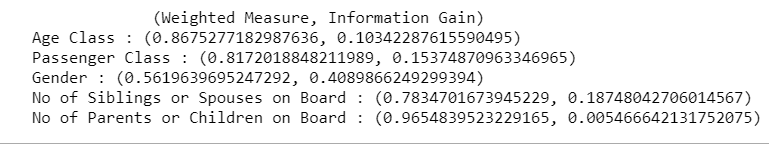 (Weighted Measure, Information Gain)
Age Class : (0.8675277182987636, 0.10342287615590495)
Passenger Class : (0.8172018848211989, 0.15374870963346965)
Gender : (0.5619639695247292, 0.4089866249299394)
No of Siblings or Spouses on Board : (0.7834701673945229, 0.18748042706014567)
No of Parents or Children on Board : (0.9654839523229165, 0.005466642131752075)